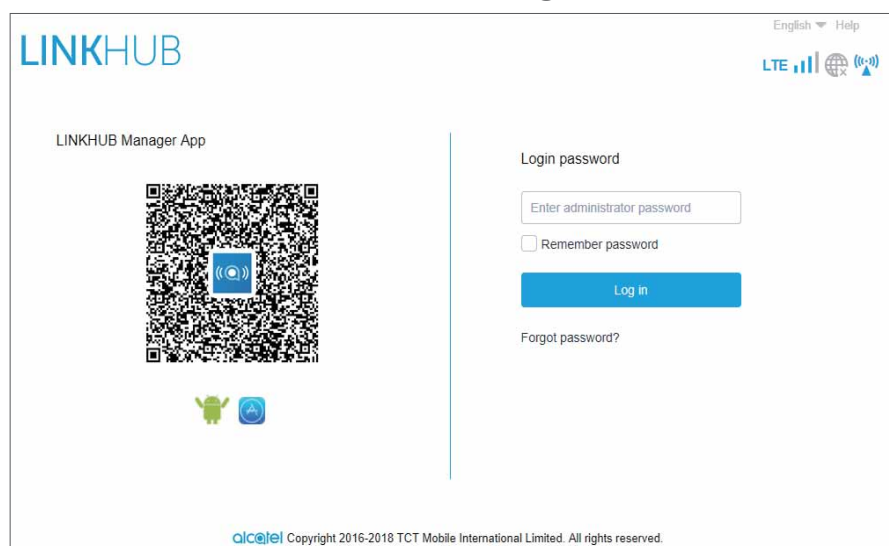 English Help
LINKHUB
LTE
LINKHUB Manager App
Login password
Enter administrator password
Remember password
Log in
Forgot password?
alcatel Copyright 2016-2018 TCT Mobile International Limited. All rights reserved.